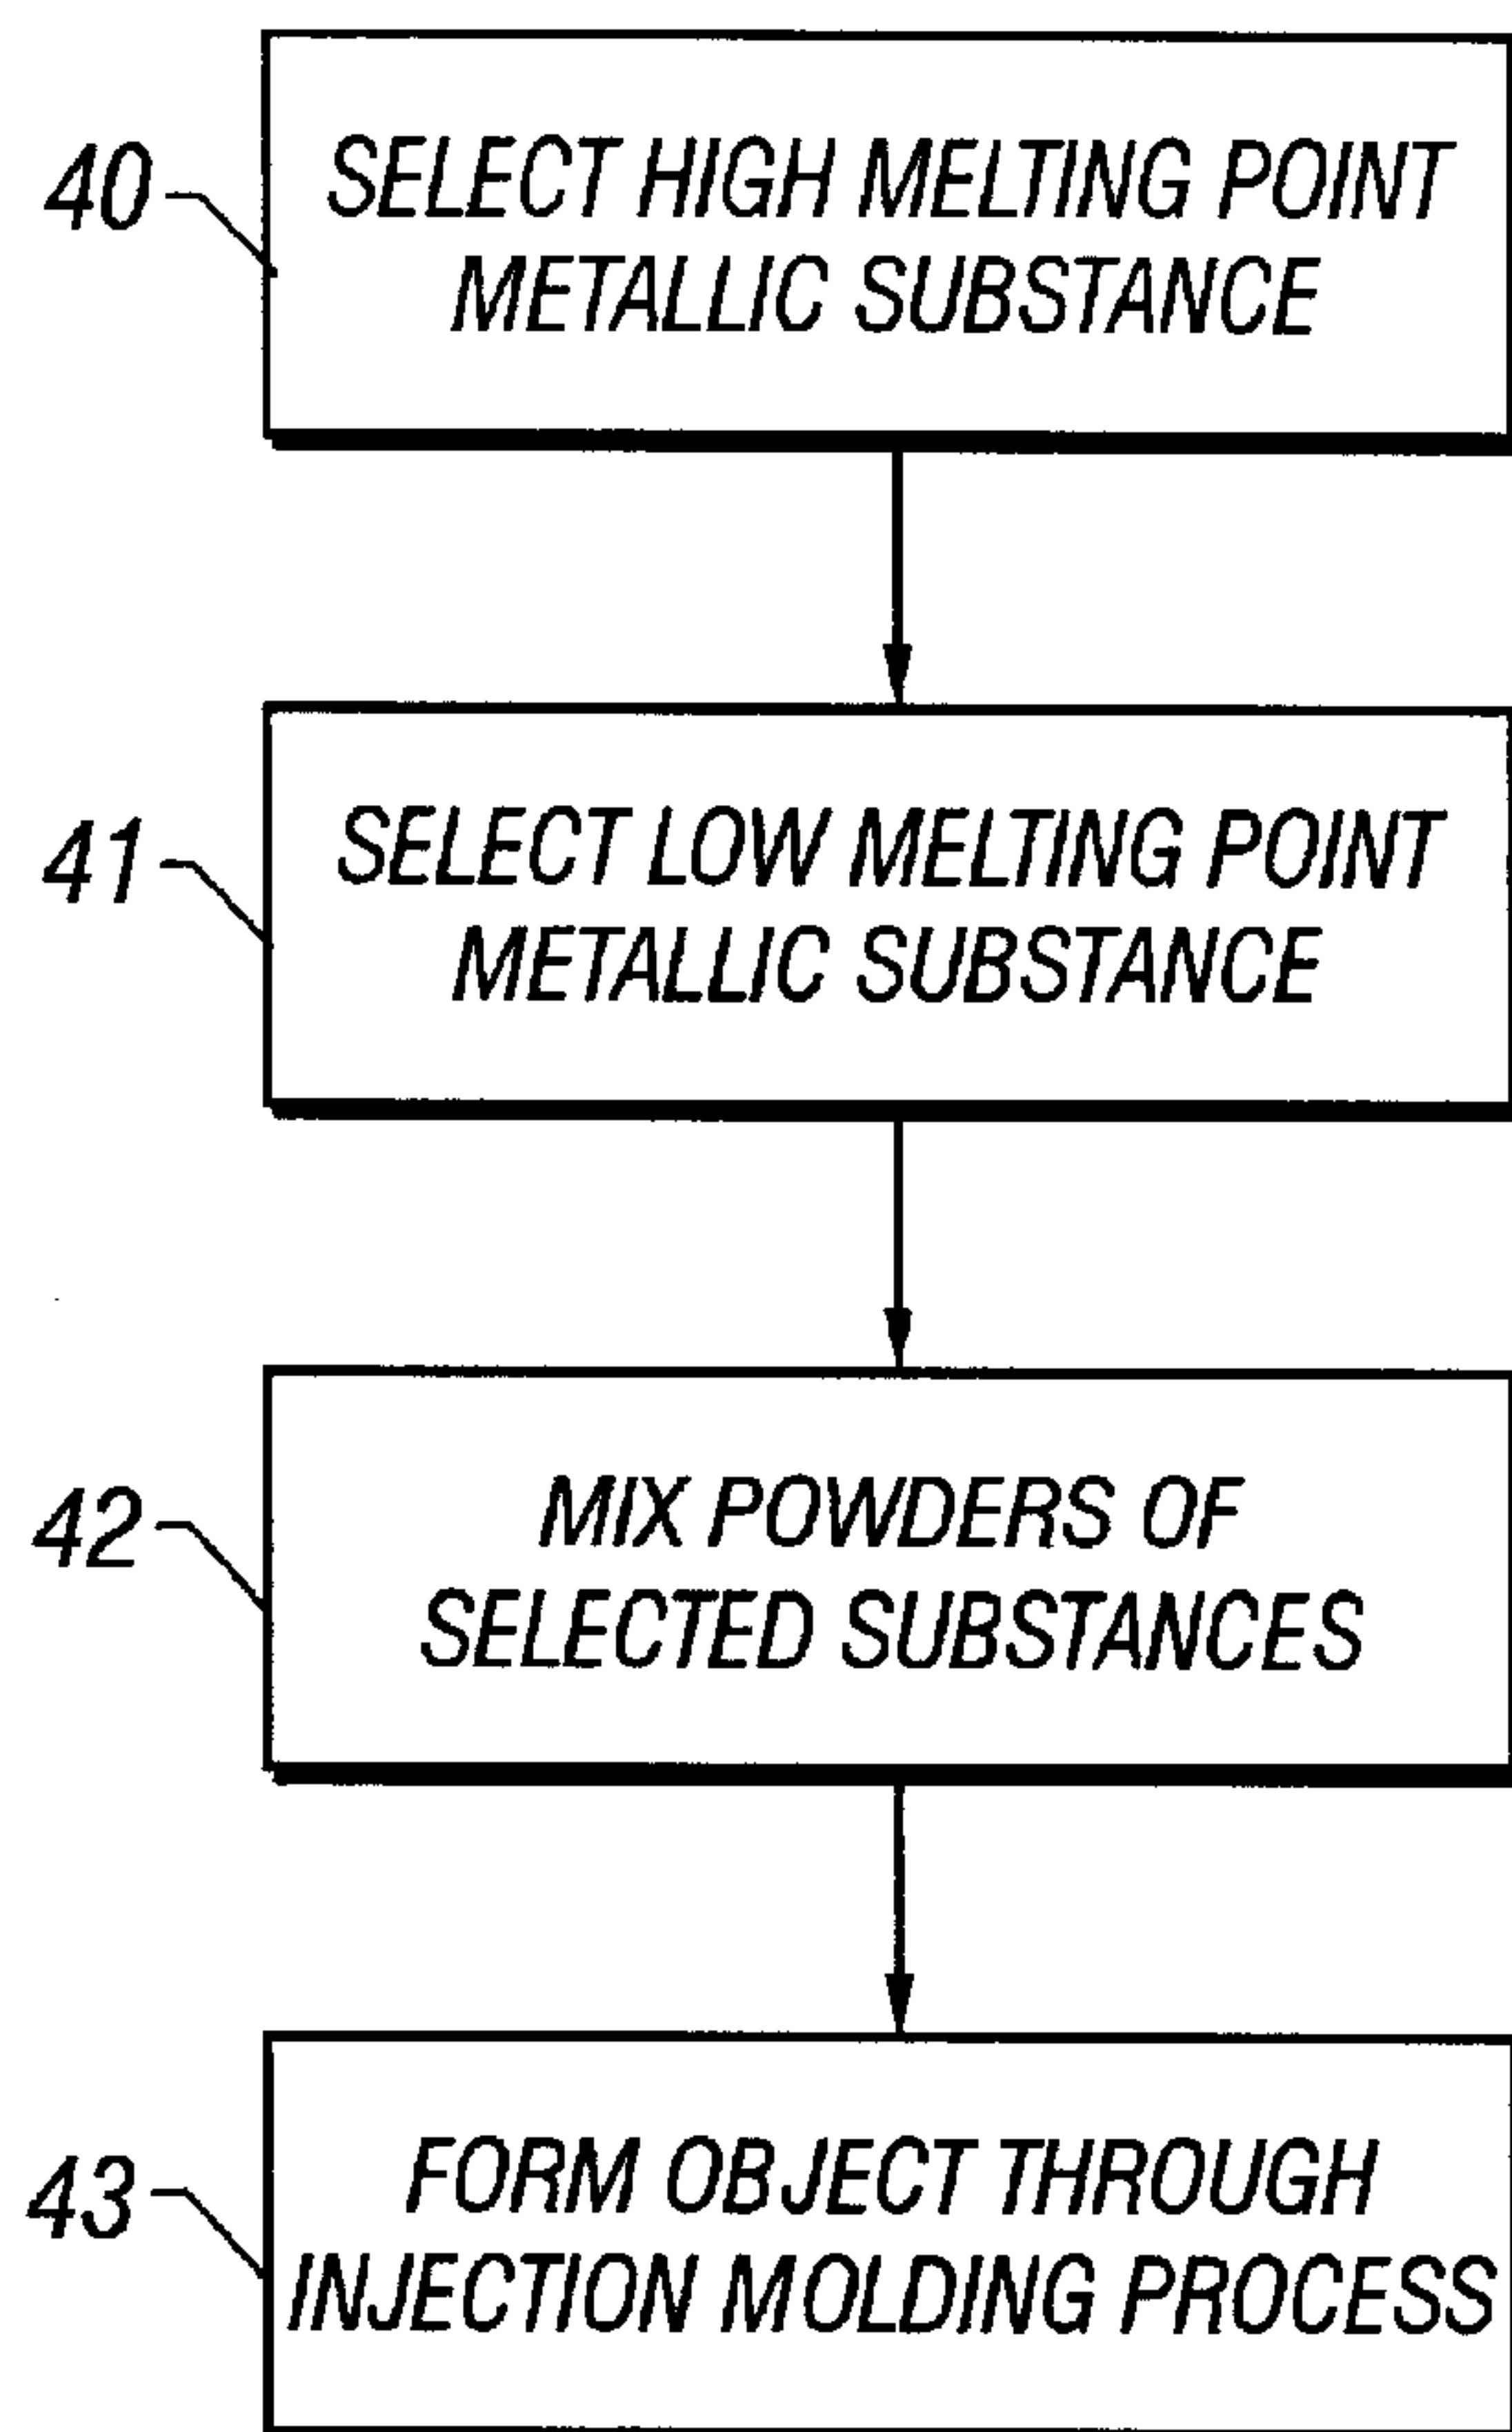 40
SELECT HIGH MELTING POINT
METALLIC SUBSTANCE
41
SELECT LOW MELTING POINT
METALLIC SUBSTANCE
42
MIX POWDERS OF
SELECTED SUBSTANCES
43
FORM OBJECT THROUGH
INJECTION MOLDING PROCESS